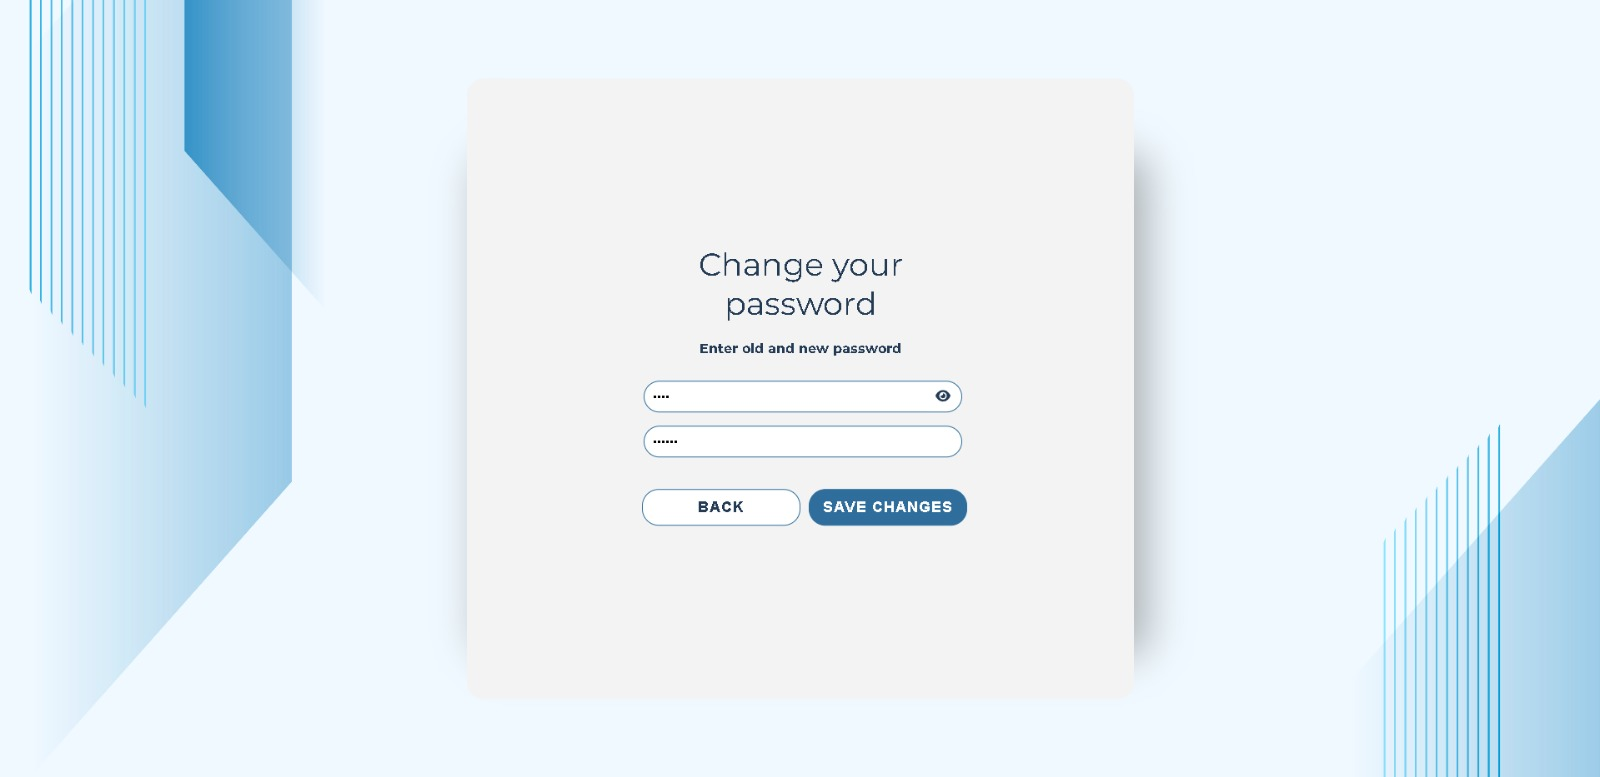 Change your
password
Enter old and new password
••••
••••••
BACK
SAVE CHANGES